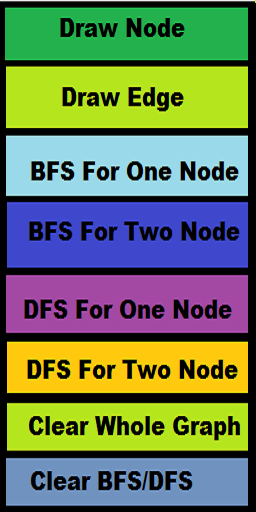 Draw Node
Draw Edge
BFS For One Node
BFS For Two Node
DFS For One Node
DFS For Two Node
Clear Whole Graph
Clear BFS/DFS